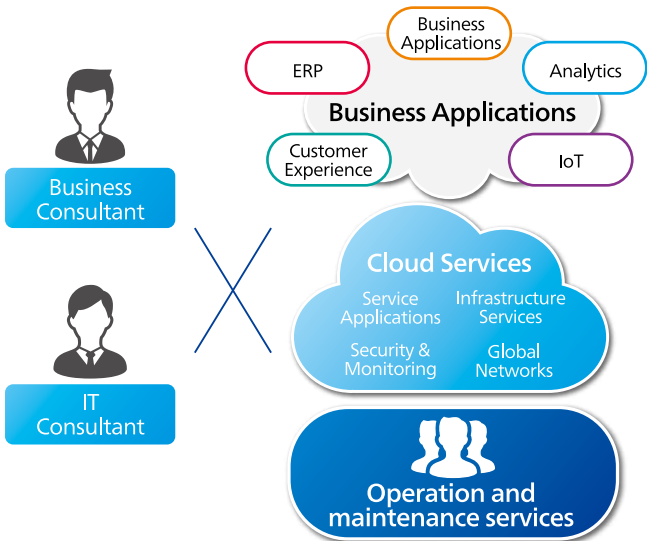 Business
Applications
ERP
Analytics
Business Applications
Customer
Experience
IoT
Business
Consultant
Cloud Services
Service
Applications
Infrastructure
Services
Security &
Monitoring
Global
Networks
IT
Consultant
Operation and
maintenance services